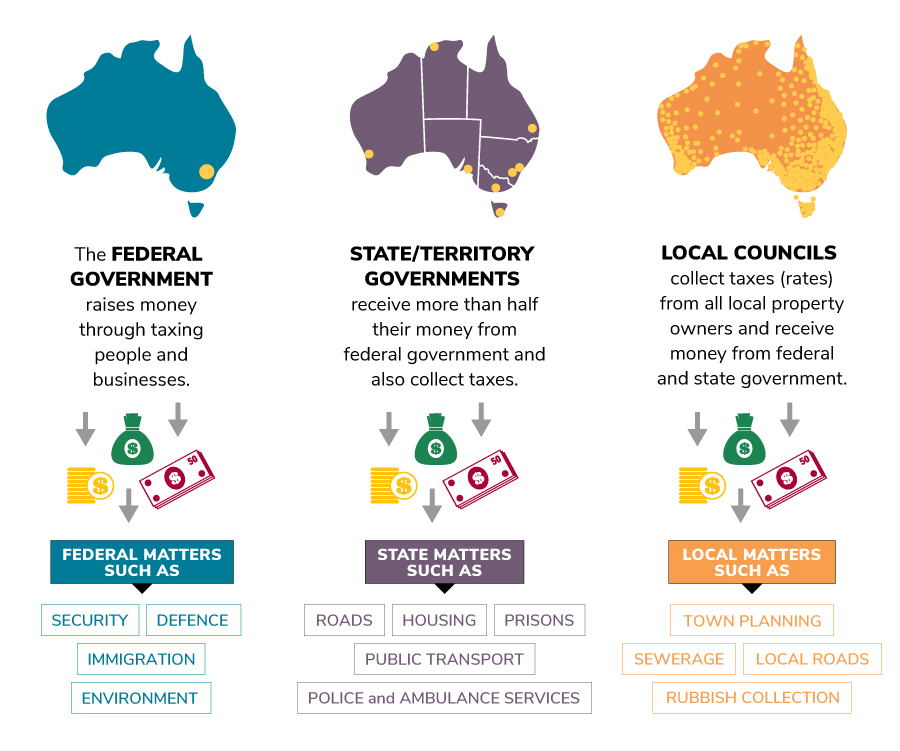 The FEDERAL
GOVERNMENT
raises money
through taxing
people and
businesses.
STATE/TERRITORY
GOVERNMENTS
receive more than half
their money from
federal government and
also collect taxes.
LOCAL COUNCILS
collect taxes (rates)
from all local property
owners and receive
money from federal
and state government.
$
$
$ 50
$
$
$ 50
$
$
$ 50
FEDERAL MATTERS
SUCH AS
SECURITY DEFENCE
IMMIGRATION
ENVIRONMENT
STATE MATTERS
SUCH AS
ROADS HOUSING PRISONS
PUBLIC TRANSPORT
POLICE and AMBULANCE SERVICES
LOCAL MATTERS
SUCH AS
TOWN PLANNING
SEWERAGE LOCAL ROADS
RUBBISH COLLECTION